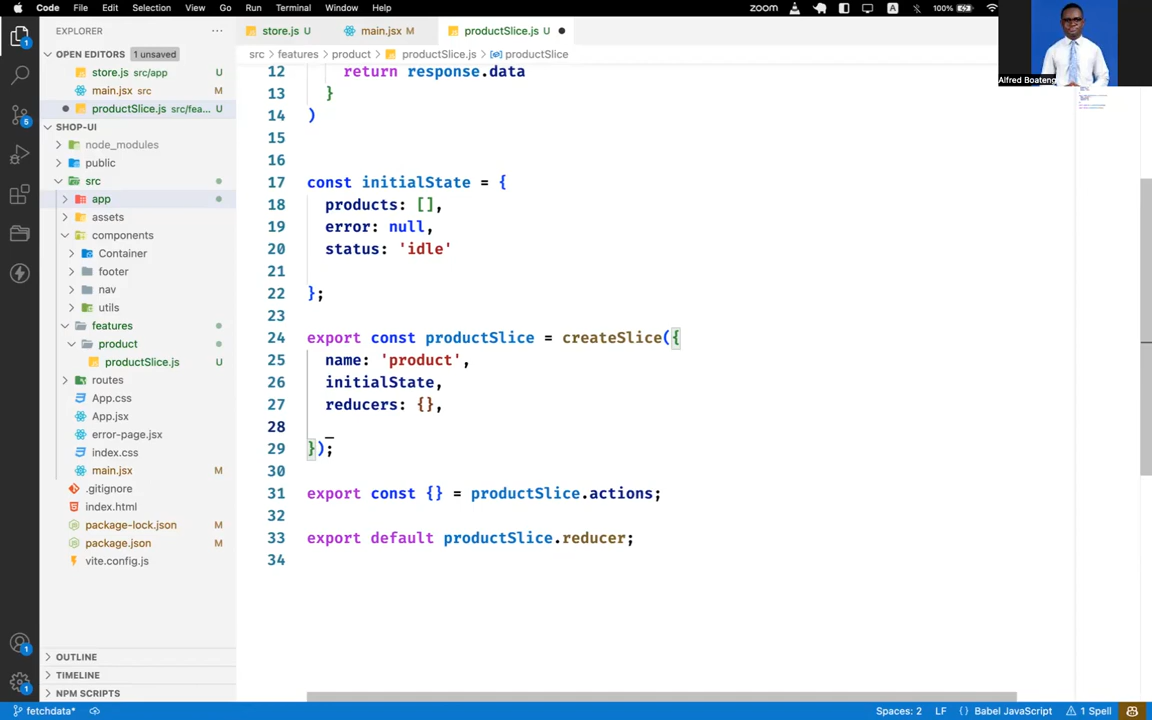 Code File Edit Selection View Go Run Terminal Window Help zoom A 100%
Alfred Boateng
EXPLORER
OPEN EDITORS 1 unsaved
store.js src/app U
main.jsx src M
productSlice.js src/fea... U
SHOP-UI
node_modules
public
src
app
assets
components
Container
footer
nav
utils
features
product
productSlice.js U
routes
App.css
App.jsx
error-page.jsx
index.css
main.jsx M
.gitignore
index.html
package-lock.json M
package.json M
vite.config.js
OUTLINE
TIMELINE
NPM SCRIPTS
1
5
1
1
store.js U main.jsx M productSlice.js U
src > features > product > productSlice.js > productSlice
12 return response.data
13 }
14 )
15
16
17 const initialState = {
18 products: [],
19 error: null,
20 status: 'idle'
21
22 };
23
24 export const productSlice = createSlice({
25 name: 'product',
26 initialState,
27 reducers: {},
28
29 });
30
31 export const {} = productSlice.actions;
32
33 export default productSlice.reducer;
34
fetchdata* Spaces: 2 LF {} Babel JavaScript 1 Spell